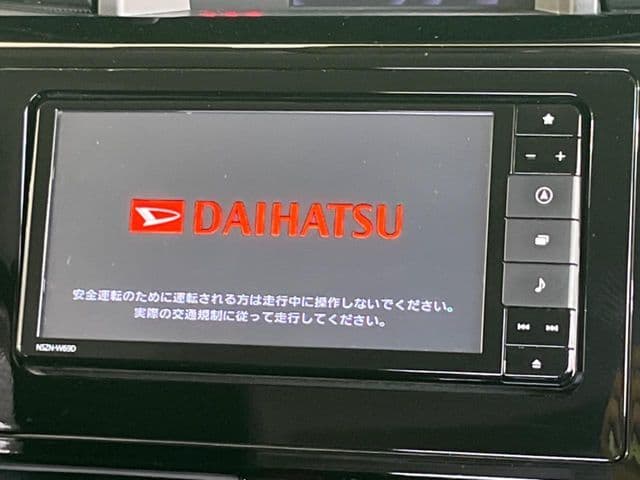 DAIHATSU
安全運転のために運転される方は走行中に操作しないでください。
実際の交通規制に従って走行してください。
NSZN-W69D